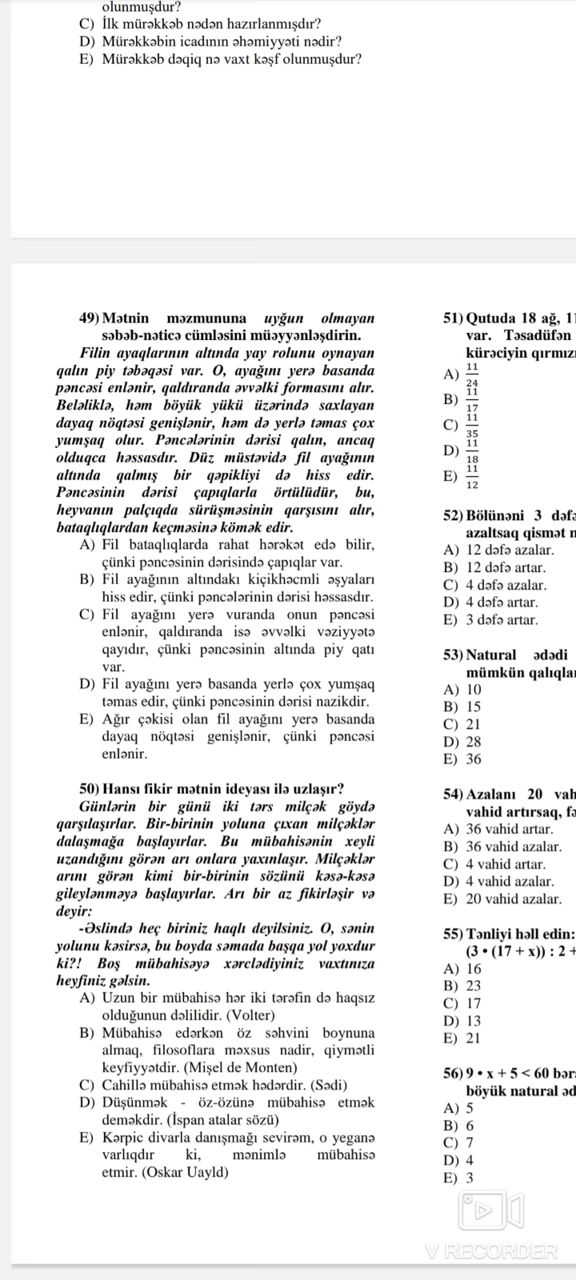 olunmuşdur?
C) İlk mürəkkəb nədən hazırlanmışdır?
D) Mürəkkəbin icadının əhəmiyyəti nədir?
E) Mürəkkəb dəqiq nə vaxt kəşf olunmuşdur?
49) Mətnin məzmununa uyğun olmayan
səbəb-nəticə cümləsini müəyyənləşdirin.
Filin ayaqlarının altında yay rolunu oynayan
qalın piy təbəqəsi var. O, ayağını yerə basanda
pəncəsi enlənir, qaldıranda əvvəlki formasını alır.
Beləliklə, həm böyük yükü üzərində saxlayan
dayaq nöqtəsi genişlənir, həm də yerlə təmas çox
yumşaq olur. Pəncələrinin dərisi qalın, ancaq
olduqca həssasdır. Düz müstəvidə fil ayağının
altında qalmış bir qəpikliyi də hiss edir.
Pəncəsinin dərisi çapıqlarla örtülüdür, bu,
heyvanın palçıqda sürüşməsinin qarşısını alır,
bataqlıqlardan keçməsinə kömək edir.
A) Fil bataqlıqlarda rahat hərəkət edə bilir,
çünki pəncəsinin dərisində çapıqlar var.
B) Fil ayağının altındakı kiçikhəcmli əşyaları
hiss edir, çünki pəncələrinin dərisi həssasdır.
C) Fil ayağını yerə vuranda onun pəncəsi
enlənir, qaldıranda isə əvvəlki vəziyyətə
qayıdır, çünki pəncəsinin altında piy qatı
var.
D) Fil ayağını yerə basanda yerlə çox yumşaq
təmas edir, çünki pəncəsinin dərisi nazikdir.
E) Ağır çəkisi olan fil ayağını yerə basanda
dayaq nöqtəsi genişlənir, çünki pəncəsi
enlənir.
50) Hansı fikir mətnin ideyası ilə uzlaşır?
Günlərin bir günü iki tərs milçək göydə
qarşılaşırlar. Bir-birinin yoluna çıxan milçəklər
dalaşmağa başlayırlar. Bu mübahisənin xeyli
uzandığını görən arı onlara yaxınlaşır. Milçəklər
arını görən kimi bir-birinin sözünü kəsə-kəsə
gileylənməyə başlayırlar. Arı bir az fikirləşir və
deyir:
-Əslində heç biriniz haqlı deyilsiniz. O, sənin
yolunu kəsirsə, bu boyda səmada başqa yol yoxdur
ki?! Boş mübahisəyə xərclədiyiniz vaxtınıza
heyfiniz gəlsin.
A) Uzun bir mübahisə hər iki tərəfin də haqsız
olduğunun dəlilidir. (Volter)
B) Mübahisə edərkən öz səhvini boynuna
almaq, filosoflara məxsus nadir, qiymətli
keyfiyyətdir. (Mişel de Monten)
C) Cahillə mübahisə etmək hədərdir. (Sədi)
D) Düşünmək - öz-özünə mübahisə etmək
deməkdir. (İspan atalar sözü)
E) Kərpic divarla danışmağı sevirəm, o yeganə
varlıqdır ki, mənimlə mübahisə
etmir. (Oskar Uayld)
51) Qutuda 18 ağ, 11
var. Təsadüfən
kürəciyin qırmızı
A) 11/24
B) 11/17
C) 11/35
D) 11/18
E) 11/12
52) Bölünəni 3 dəfə
azaltsaq qismət n
A) 12 dəfə azalar.
B) 12 dəfə artar.
C) 4 dəfə azalar.
D) 4 dəfə artar.
E) 3 dəfə artar.
53) Natural ədədi
mümkün qalıqlar
A) 10
B) 15
C) 21
D) 28
E) 36
54) Azalanı 20 vah
vahid artırsaq, fə
A) 36 vahid artar.
B) 36 vahid azalar.
C) 4 vahid artar.
D) 4 vahid azalar.
E) 20 vahid azalar.
55) Tənliyi həll edin:
(3 • (17 + x)) : 2 +
A) 16
B) 23
C) 17
D) 13
E) 21
56) 9 • x + 5 < 60 bər
böyük natural əd
A) 5
B) 6
C) 7
D) 4
E) 3
V RECORDER